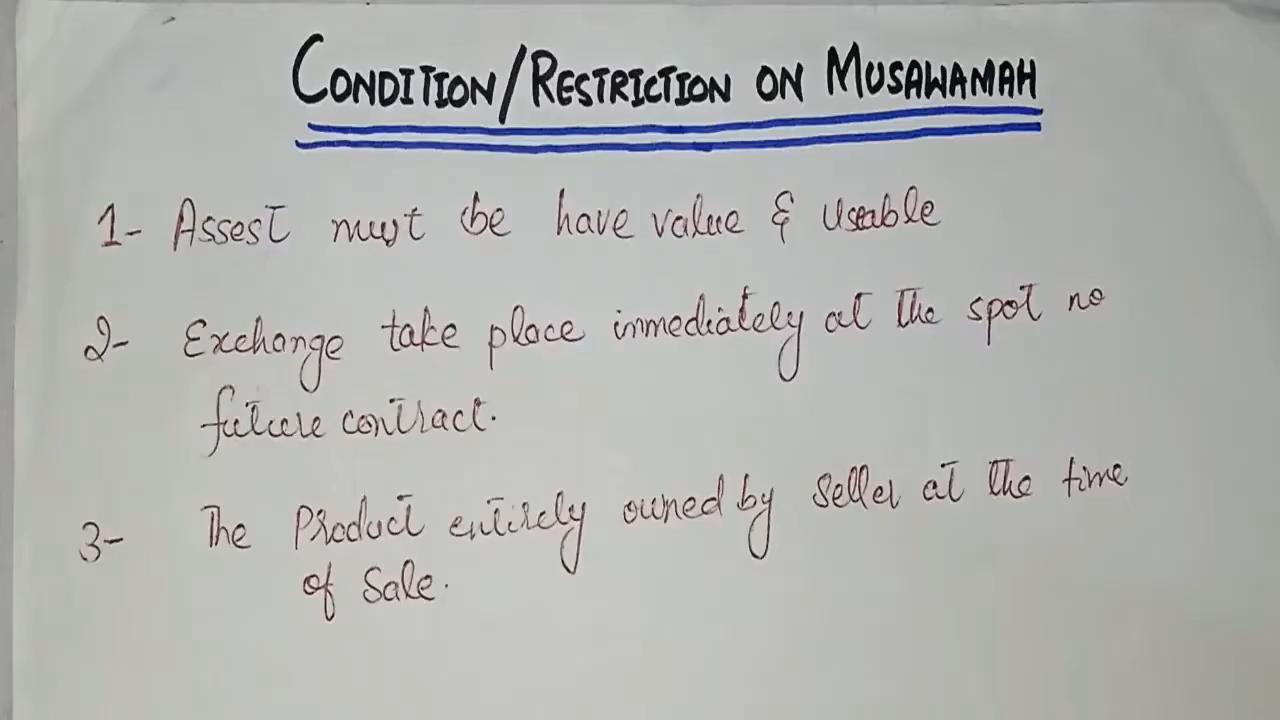 CONDITION/RESTRICTION ON MUSAWAMAH
1- Assest must be have value & Useable
2- Exchange take place immediately at the spot no
future contract.
3- The Product entirely owned by Seller at the time
of Sale.